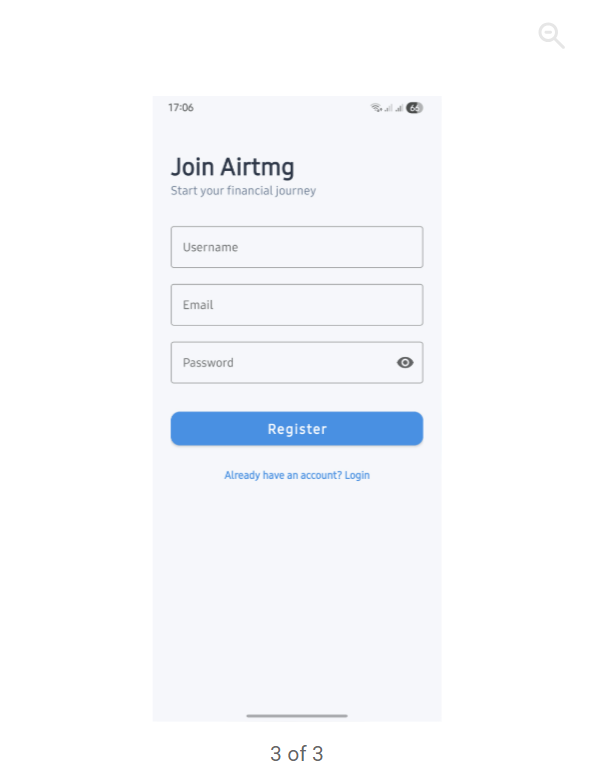 17:06
66
Join Airtmg
Start your financial journey
Username
Email
Password
Register
Already have an account? Login
3 of 3